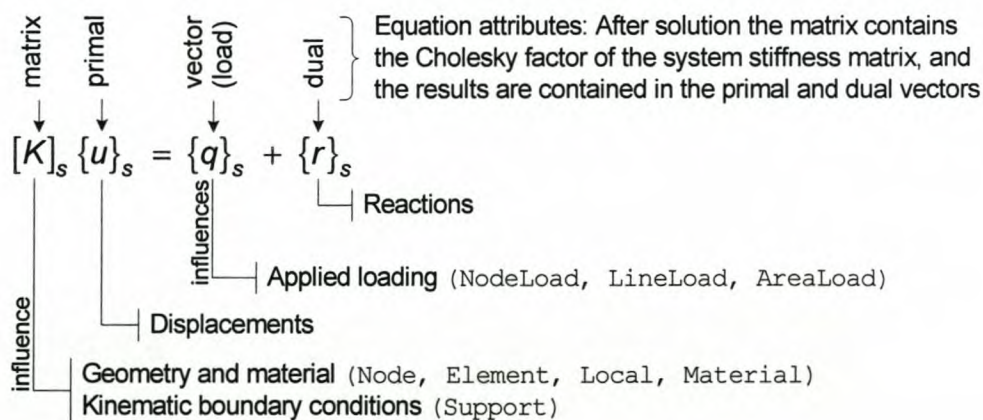 matrix
primal
vector
(load)
dual
Equation attributes: After solution the matrix contains
the Cholesky factor of the system stiffness matrix, and
the results are contained in the primal and dual vectors
[K]s {u}s = {q}s + {r}s
Reactions
influences
Applied loading (NodeLoad, LineLoad, AreaLoad)
Displacements
influence
Geometry and material (Node, Element, Local, Material)
Kinematic boundary conditions (Support)